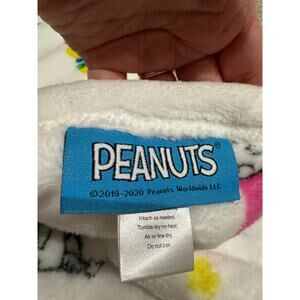 PEANUTS®
©2019-2020 Peanuts Worldwide LLC
bleach as needed.
Tumble dry no heat.
Air or line dry.
Do not iron.